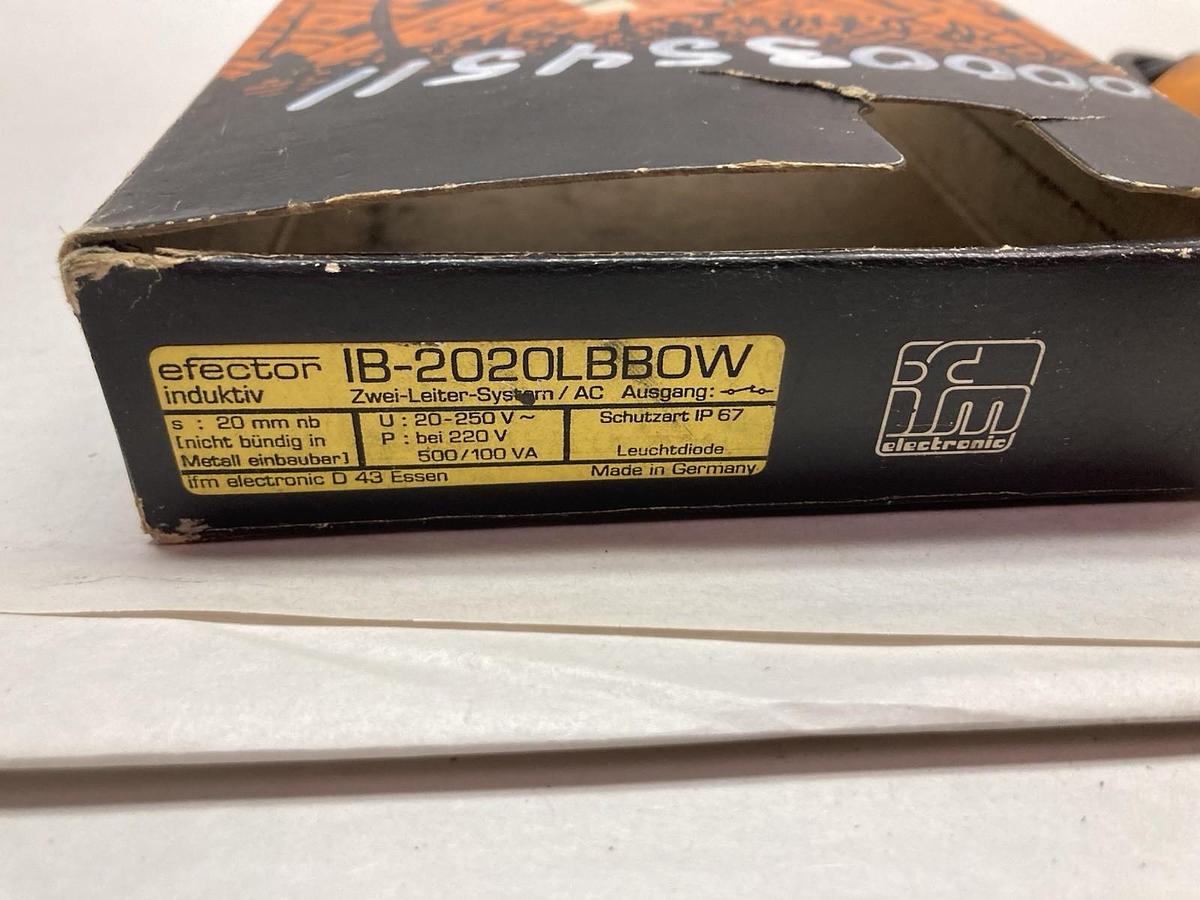 1154530000
efector IB-2020LBBOW
induktiv Zwei-Leiter-System / AC Ausgang:
s : 20 mm nb
[nicht bündig in
Metall einbaubar]
U : 20-250 V ~
P : bei 220 V
500/100 VA
Schutzart IP 67
Leuchtdiode
ifm electronic D 43 Essen Made in Germany
ifm
electronic